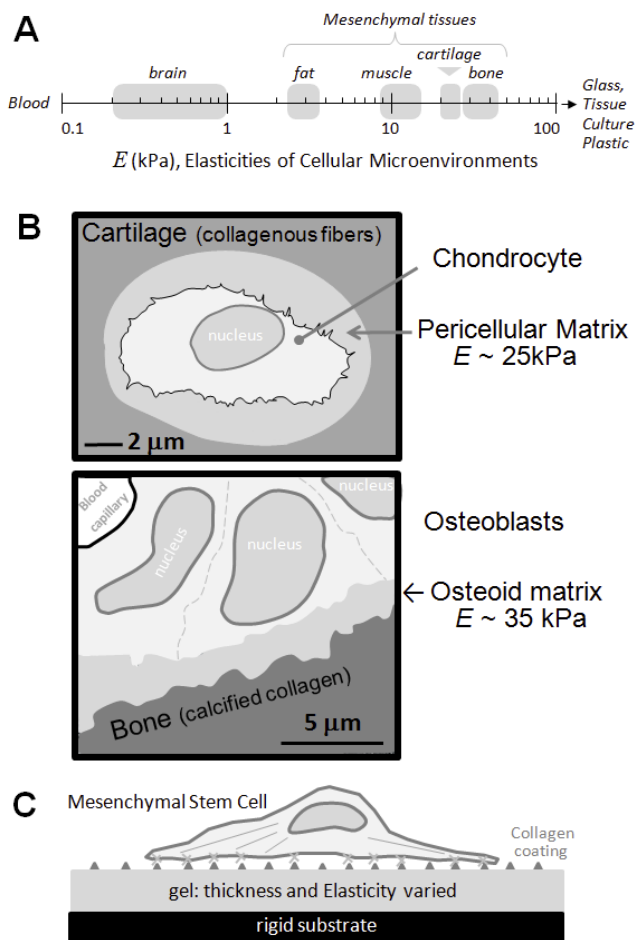 A
Mesenchymal tissues
cartilage
brain
fat
muscle
bone
Blood
Glass,
Tissue
Culture
Plastic
0.1
1
10
100
E (kPa), Elasticities of Cellular Microenvironments
B
Cartilage (collagenous fibers)
nucleus
2 μm
Chondrocyte
Pericellular Matrix
E ~ 25kPa
Blood
capillary
nucleus
nucleus
nucleus
Osteoblasts
Osteoid matrix
E ~ 35 kPa
Bone (calcified collagen)
5 μm
C
Mesenchymal Stem Cell
Collagen
coating
gel: thickness and Elasticity varied
rigid substrate